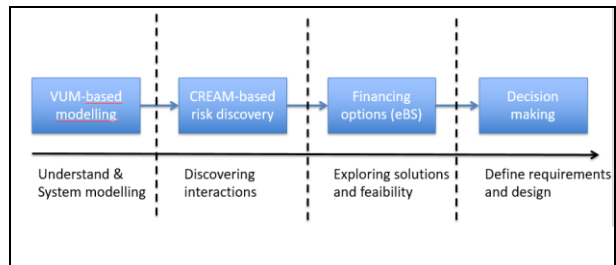 VUM-based
modelling
CREAM-based
risk discovery
Financing
options (eBS)
Decision
making
Understand &
System modelling
Discovering
interactions
Exploring solutions
and feaibility
Define requirements
and design